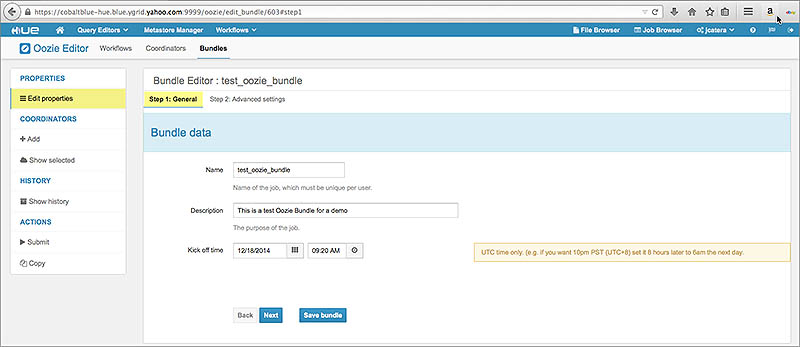 https://cobaltblue-hue.blue.ygrid.yahoo.com:9999/oozie/edit_bundle/603#step1
HUE Query Editors Metastore Manager Workflows File Browser Job Browser Admin jcatera
Oozie Editor Workflows Coordinators Bundles
PROPERTIES
Edit properties
COORDINATORS
Add
Show selected
HISTORY
Show history
ACTIONS
Submit
Copy
Bundle Editor : test_oozie_bundle
Step 1: General Step 2: Advanced settings
Bundle data
Name test_oozie_bundle
Name of the job, which must be unique per user.
Description This is a test Oozie Bundle for a demo
The purpose of the job.
Kick off time 12/18/2014 09:20 AM
UTC time only. (e.g. if you want 10pm PST (UTC+8) set it 8 hours later to 6am the next day.
Back Next Save bundle